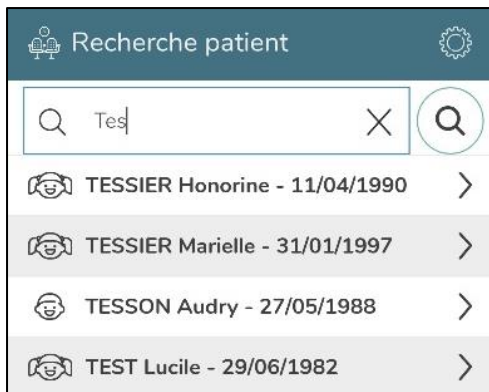 Recherche patient
Tes
TESSIER Honorine - 11/04/1990
TESSIER Marielle - 31/01/1997
TESSON Audry - 27/05/1988
TEST Lucile - 29/06/1982